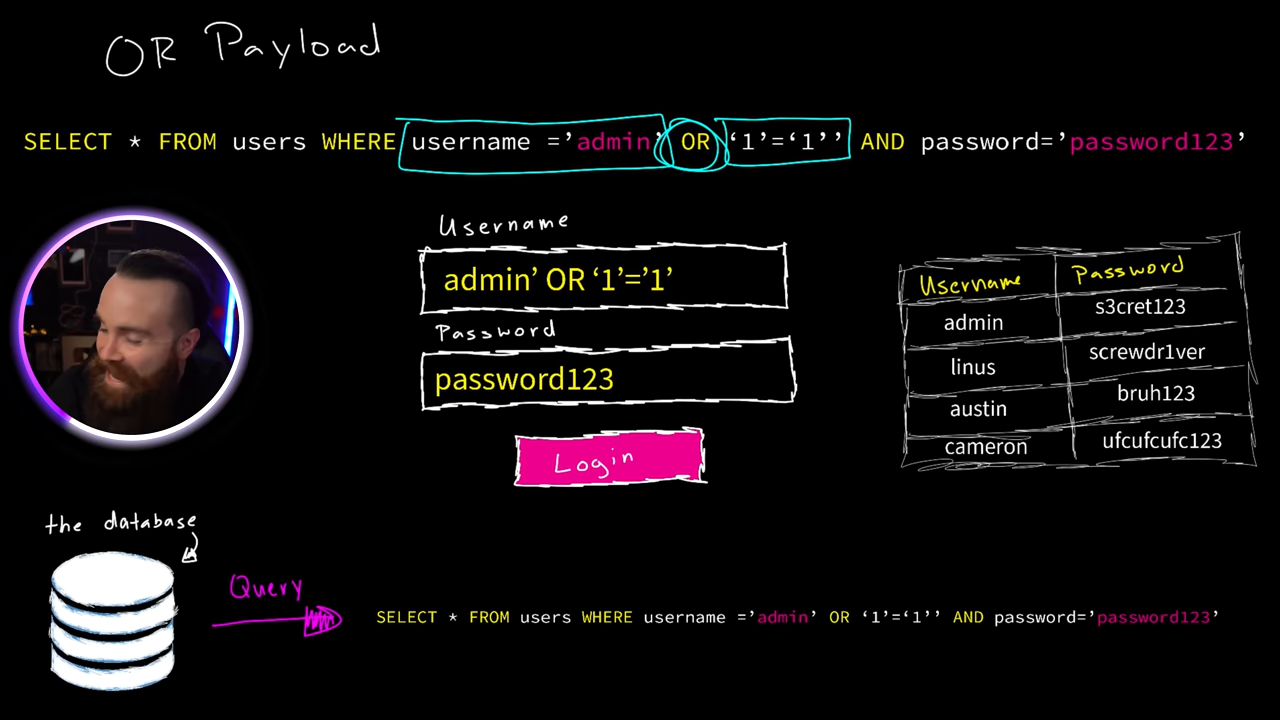 OR Payload
SELECT * FROM users WHERE username =’admin’ OR ‘1’=‘1’’ AND password=’password123’
Username
admin’ OR ‘1’=’1’
Password
password123
Login
Username Password
admin s3cret123
linus screwdr1ver
austin bruh123
cameron ufcufcufc123
the database
Query
SELECT * FROM users WHERE username =’admin’ OR ‘1’=‘1’’ AND password=’password123’